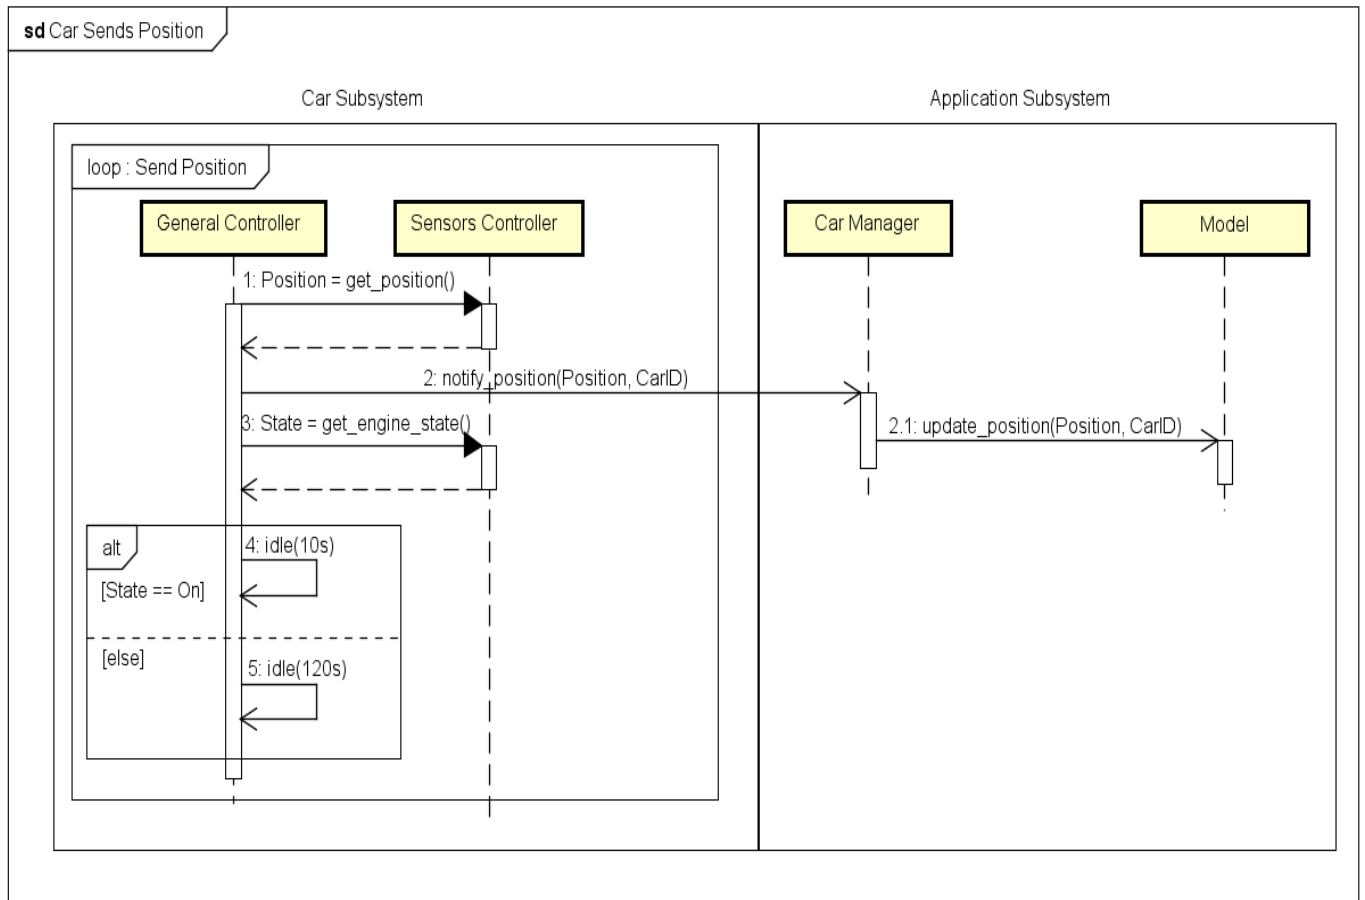 sd Car Sends Position
Car Subsystem
Application Subsystem
loop : Send Position
General Controller
Sensors Controller
Car Manager
Model
1: Position = get_position()
2: notify_position(Position, CarID)
3: State = get_engine_state()
2.1: update_position(Position, CarID)
alt
4: idle(10s)
[State == On]
[else]
5: idle(120s)